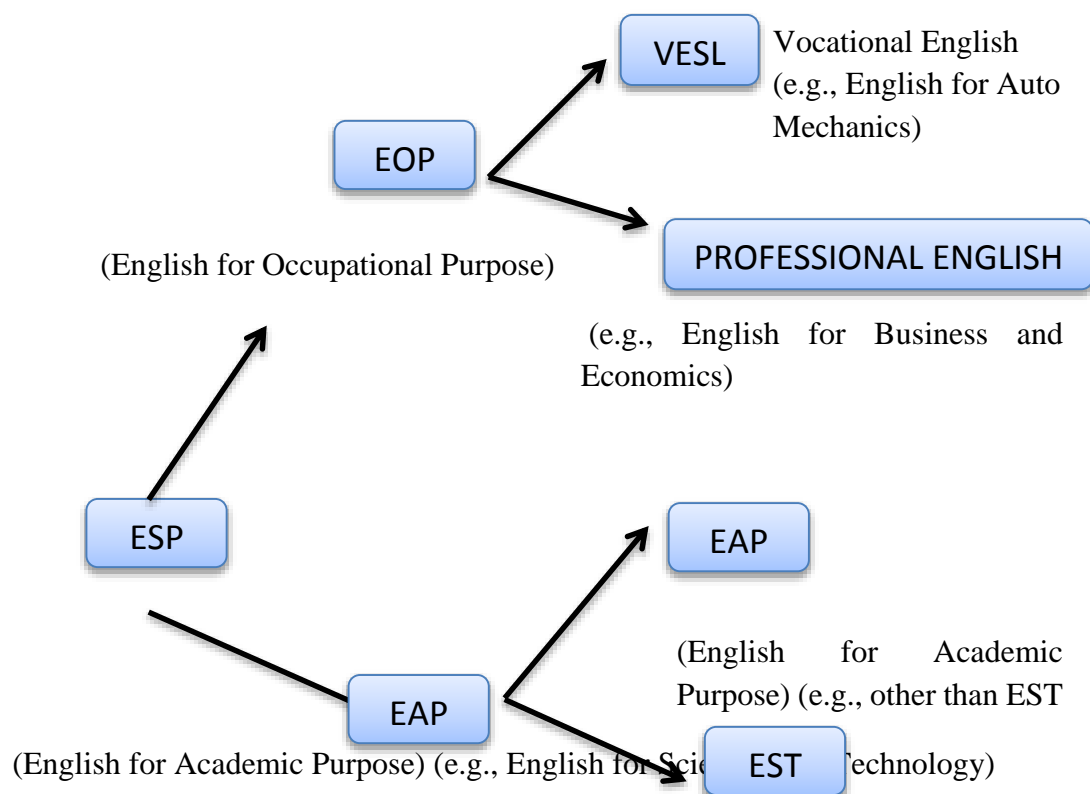 VESL
Vocational English
(e.g., English for Auto
Mechanics)
EOP
(English for Occupational Purpose)
PROFESSIONAL ENGLISH
(e.g., English for Business and
Economics)
ESP
EAP
(English for Academic
Purpose) (e.g., other than EST
EAP
EST
(English for Academic Purpose) (e.g., English for Scie Technology)